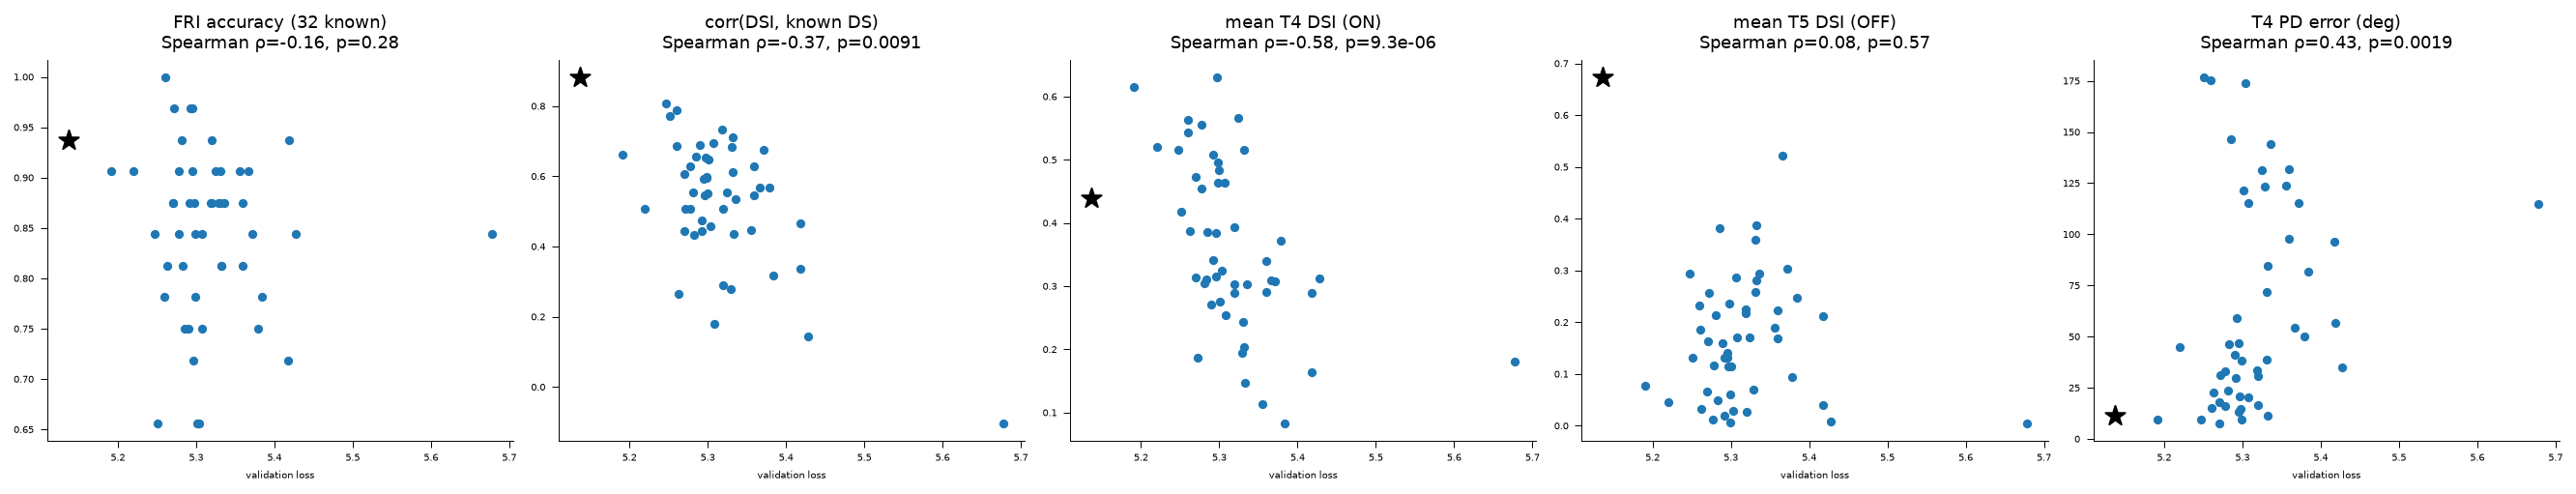 FRI accuracy (32 known)
Spearman ρ=-0.16, p=0.28
1.00
0.95
0.90
0.85
0.80
0.75
0.70
0.65
5.2 5.3 5.4 5.5 5.6 5.7
validation loss
corr(DSI, known DS)
Spearman ρ=-0.37, p=0.0091
0.8
0.6
0.4
0.2
0.0
5.2 5.3 5.4 5.5 5.6 5.7
validation loss
mean T4 DSI (ON)
Spearman ρ=-0.58, p=9.3e-06
0.6
0.5
0.4
0.3
0.2
0.1
5.2 5.3 5.4 5.5 5.6 5.7
validation loss
mean T5 DSI (OFF)
Spearman ρ=0.08, p=0.57
0.7
0.6
0.5
0.4
0.3
0.2
0.1
0.0
5.2 5.3 5.4 5.5 5.6 5.7
validation loss
T4 PD error (deg)
Spearman ρ=0.43, p=0.0019
175
150
125
100
75
50
25
0
5.2 5.3 5.4 5.5 5.6 5.7
validation loss